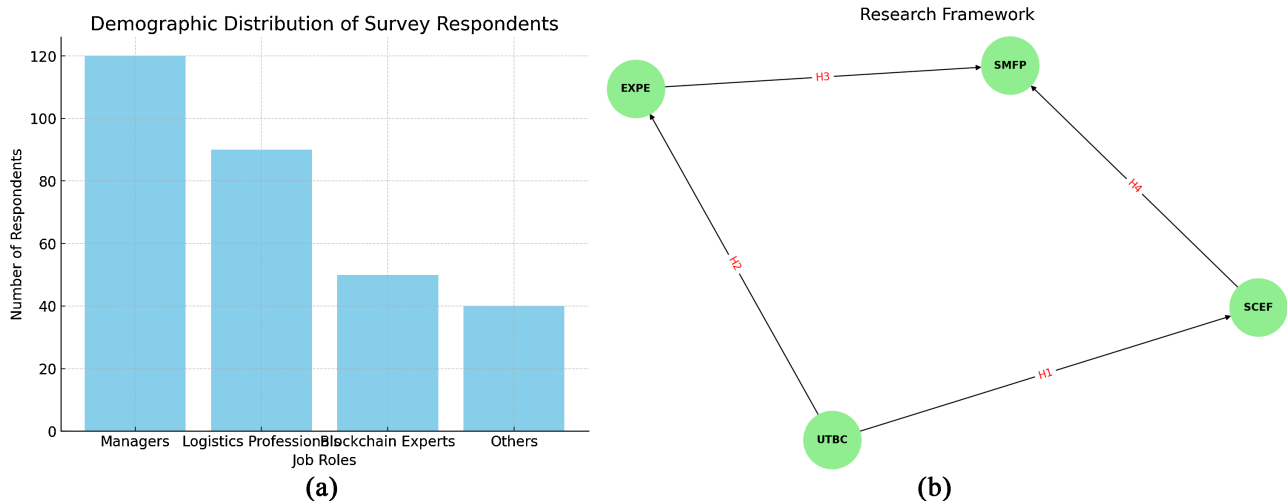 Demographic Distribution of Survey Respondents
120
100
80
60
40
20
0
Number of Respondents
Managers
Logistics Professionals
Blockchain Experts
Others
Job Roles
(a)
Research Framework
EXPE
SMFP
H3
H4
H2
SCEF
H1
UTBC
(b)